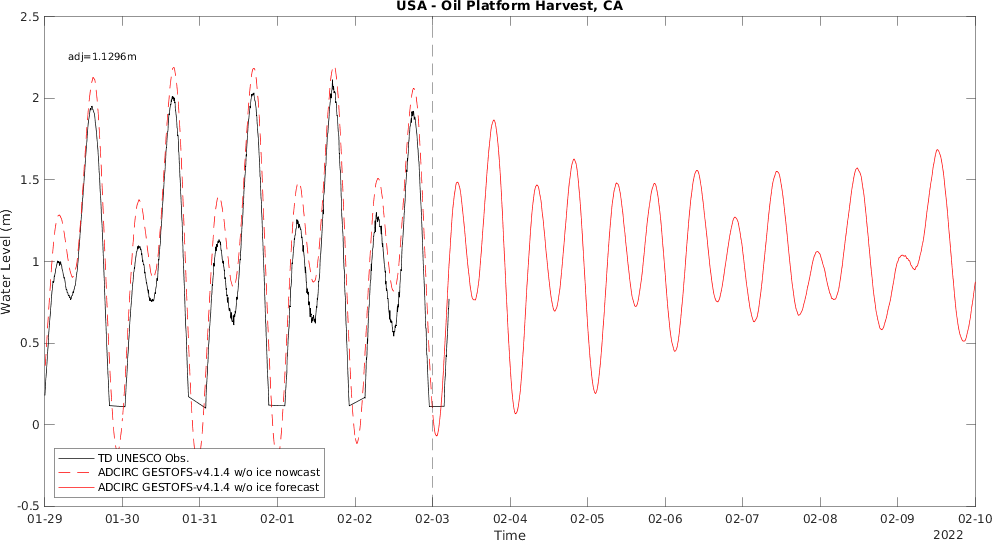 USA - Oil Platform Harvest, CA
adj=1.1296m
2.5
2
1.5
1
0.5
0
-0.5
Water Level (m)
TD UNESCO Obs.
ADCIRC GESTOFS-v4.1.4 w/o ice nowcast
ADCIRC GESTOFS-v4.1.4 w/o ice forecast
01-29 01-30 01-31 02-01 02-02 02-03 02-04 02-05 02-06 02-07 02-08 02-09 02-10
Time
2022